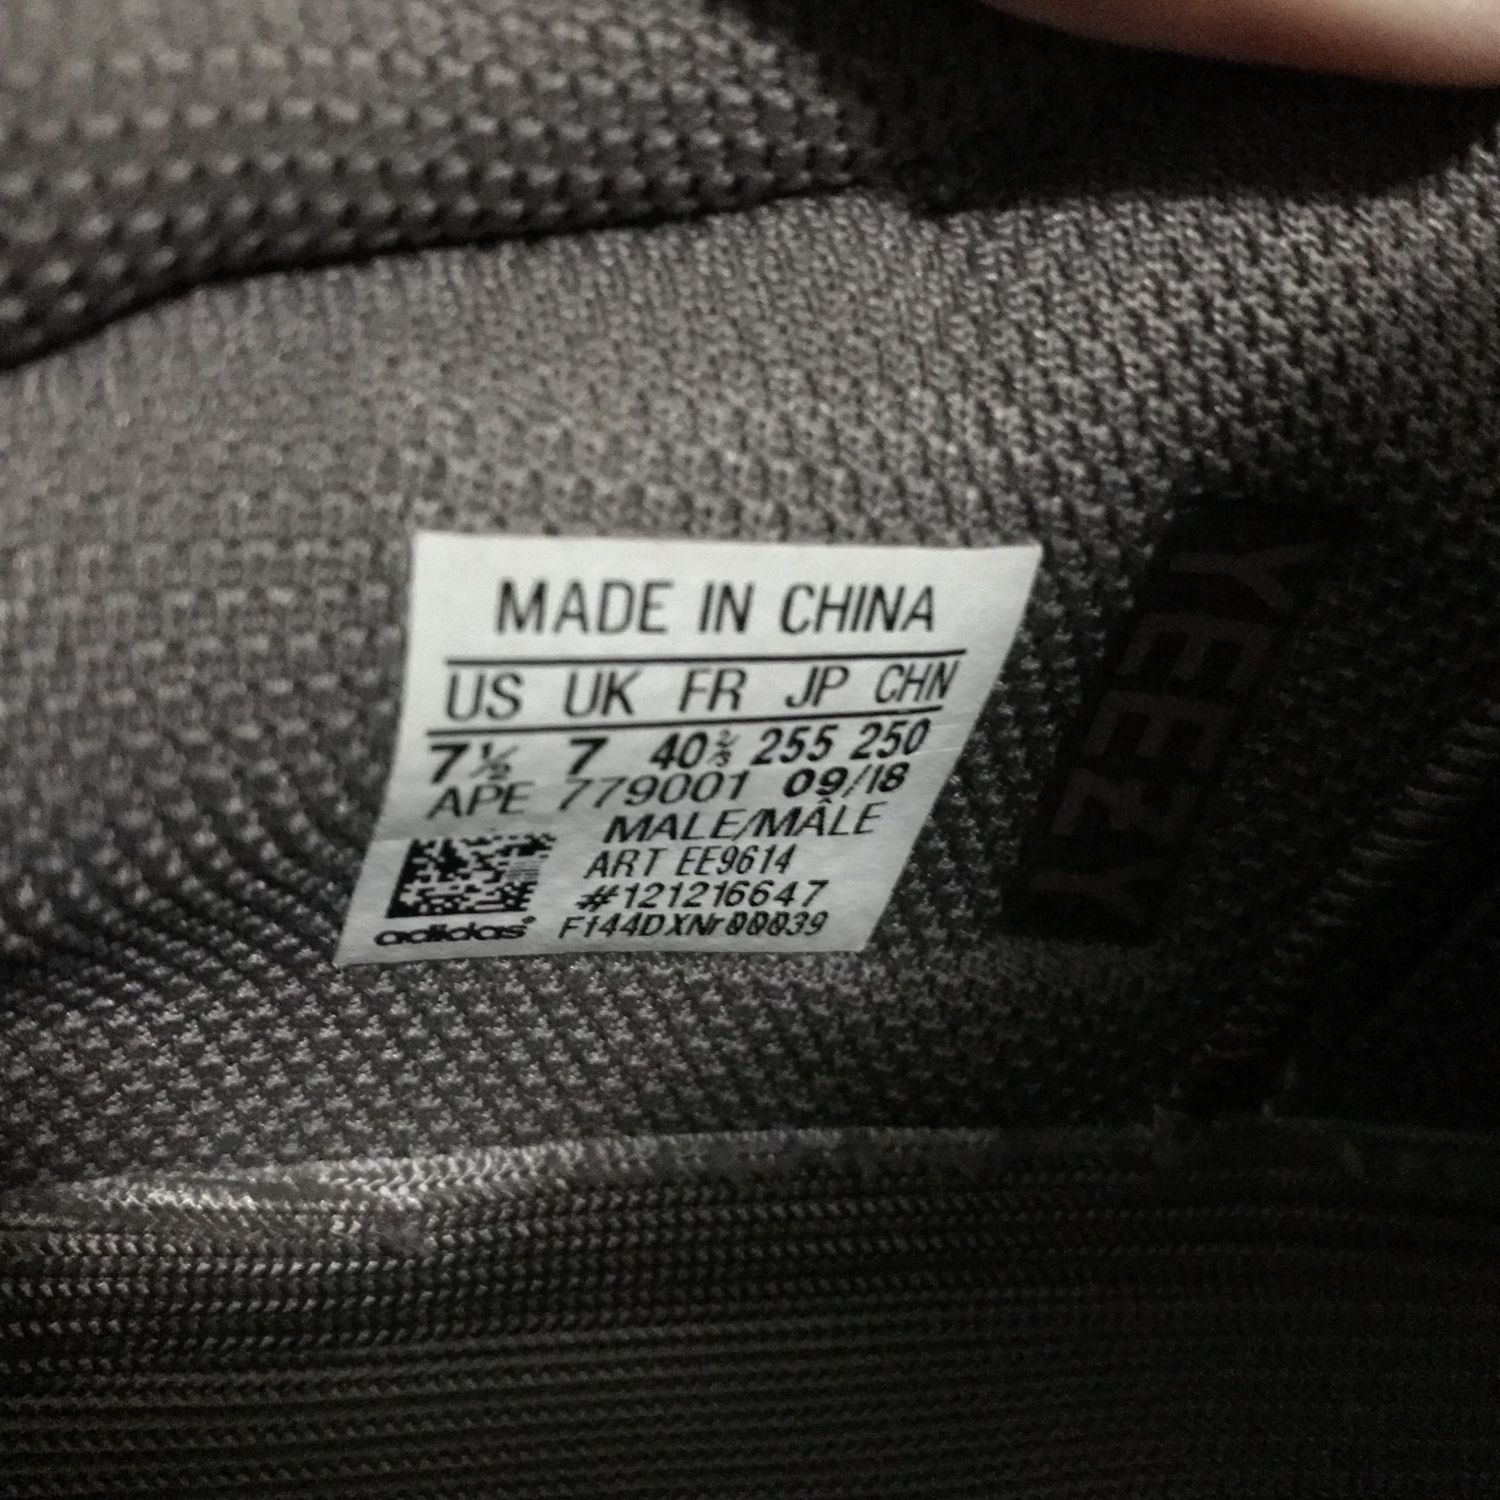 MADE IN CHINA
US UK FR JP CHN
7½ 7 40⅔ 255 250
APE 779001 09/18
MALE/MÂLE
ART EE9614
#121216647
adidas®
YEEZY